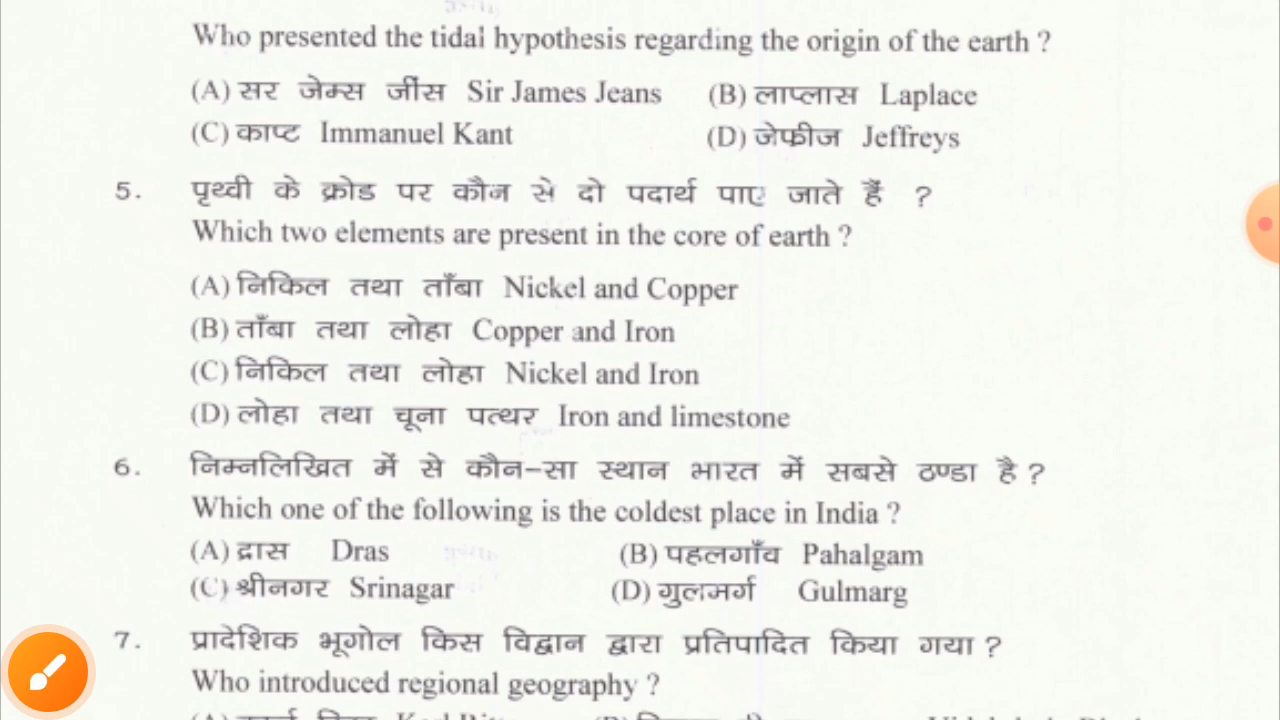 Who presented the tidal hypothesis regarding the origin of the earth ?
(A) सर जेम्स जींस Sir James Jeans (B) लाप्लास Laplace
(C) काण्ट Immanuel Kant (D) जेफीज Jeffreys
5. पृथ्वी के क्रोड पर कौन से दो पदार्थ पाए जाते हैं ?
Which two elements are present in the core of earth ?
(A) निकिल तथा ताँबा Nickel and Copper
(B) ताँबा तथा लोहा Copper and Iron
(C) निकिल तथा लोहा Nickel and Iron
(D) लोहा तथा चूना पत्थर Iron and limestone
6. निम्नलिखित में से कौन-सा स्थान भारत में सबसे ठण्डा है ?
Which one of the following is the coldest place in India ?
(A) द्रास Dras (B) पहलगाँव Pahalgam
(C) श्रीनगर Srinagar (D) गुलमर्ग Gulmarg
7. प्रादेशिक भूगोल किस विद्वान द्वारा प्रतिपादित किया गया ?
Who introduced regional geography ?